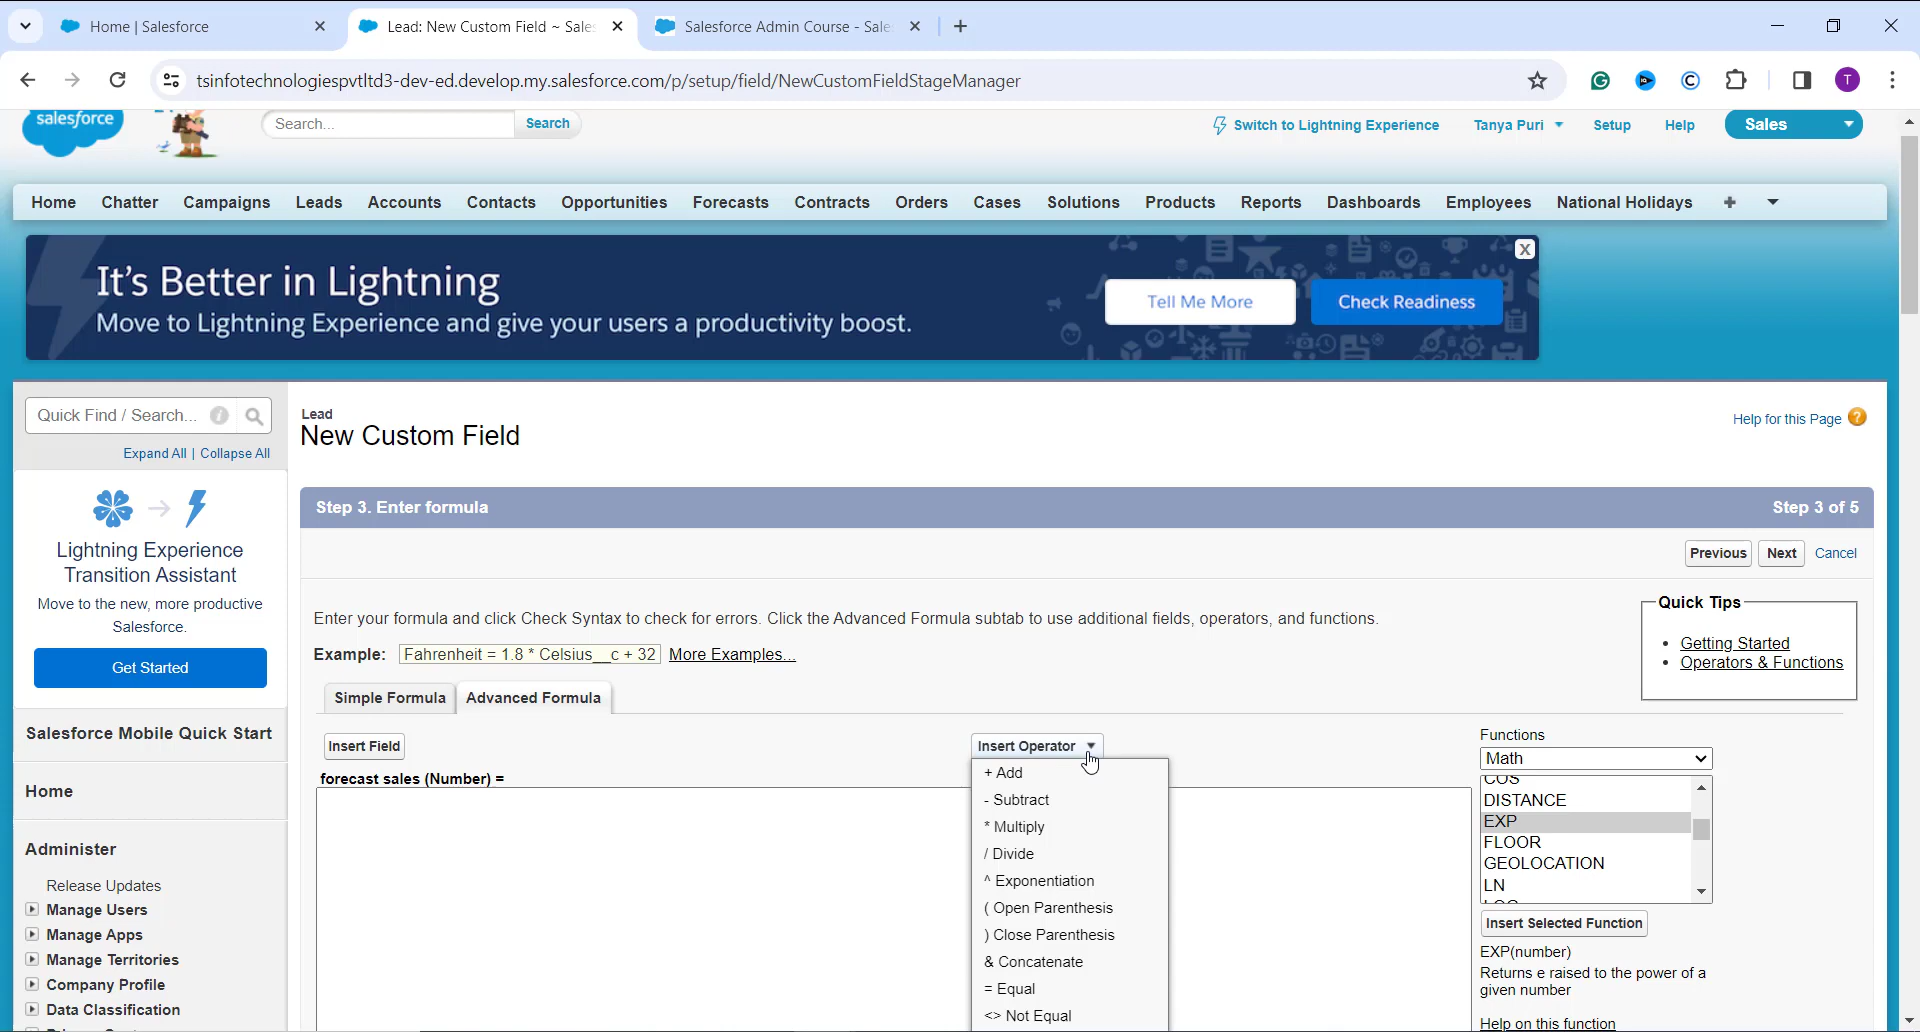 Home | Salesforce
Lead: New Custom Field ~ Sales
Salesforce Admin Course - Sale
tsinfotechnologiespvtltd3-dev-ed.develop.my.salesforce.com/p/setup/field/NewCustomFieldStageManager
T
salesforce
Search...
Search
Switch to Lightning Experience
Tanya Puri
Setup
Help
Sales
Home
Chatter
Campaigns
Leads
Accounts
Contacts
Opportunities
Forecasts
Contracts
Orders
Cases
Solutions
Products
Reports
Dashboards
Employees
National Holidays
It's Better in Lightning
Move to Lightning Experience and give your users a productivity boost.
Tell Me More
Check Readiness
X
Quick Find / Search...
Expand All | Collapse All
Lightning Experience
Transition Assistant
Move to the new, more productive
Salesforce.
Get Started
Salesforce Mobile Quick Start
Home
Administer
Release Updates
Manage Users
Manage Apps
Manage Territories
Company Profile
Data Classification
Lead
New Custom Field
Help for this Page
Step 3. Enter formula
Step 3 of 5
Previous
Next
Cancel
Enter your formula and click Check Syntax to check for errors. Click the Advanced Formula subtab to use additional fields, operators, and functions.
Example: Fahrenheit = 1.8 * Celsius__c + 32 More Examples...
Quick Tips
Getting Started
Operators & Functions
Simple Formula
Advanced Formula
Insert Field
Insert Operator
forecast sales (Number) =
+ Add
- Subtract
* Multiply
/ Divide
^ Exponentiation
( Open Parenthesis
) Close Parenthesis
& Concatenate
= Equal
<> Not Equal
Functions
Math
COS
DISTANCE
EXP
FLOOR
GEOLOCATION
LN
LOG
Insert Selected Function
EXP(number)
Returns e raised to the power of a
given number
Help on this function